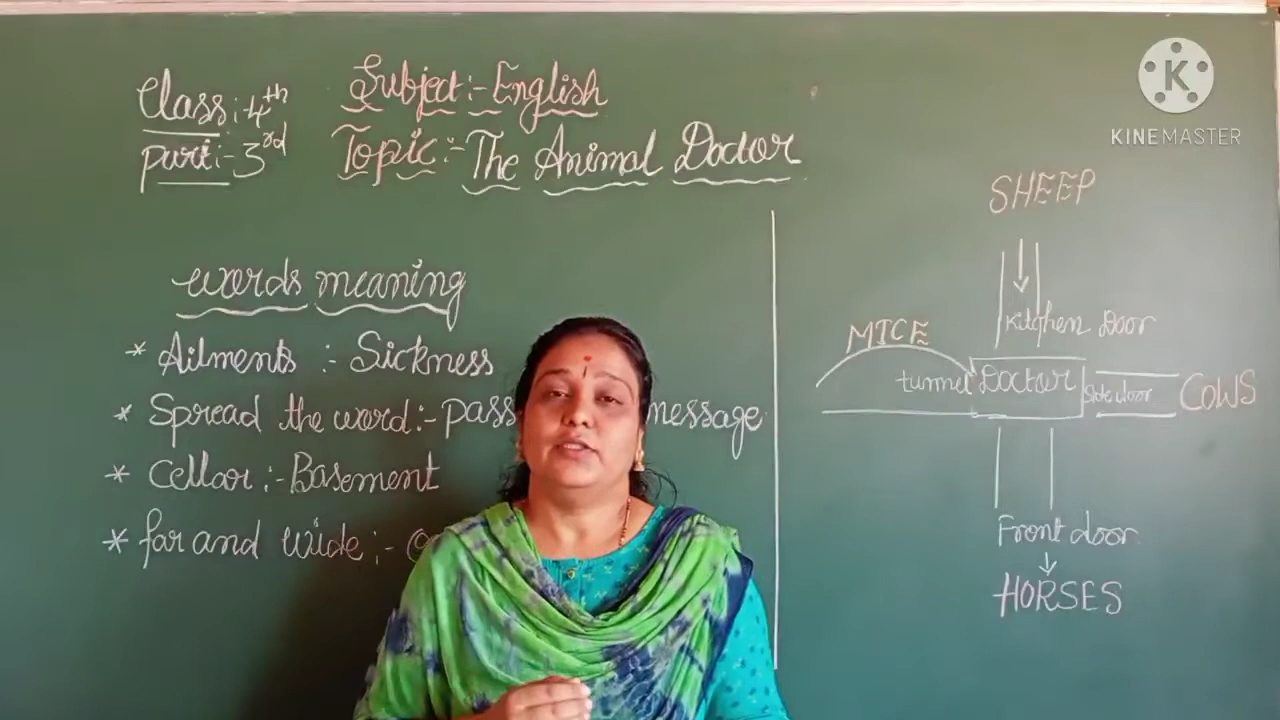 Class:-4th
Subject:-English
part:-3rd
Topic:-The Animal Doctor
words meaning
* Ailments :- Sickness
* Spread the word:- pass message
* Cellar :- Basement
* far and wide :-
KINEMASTER
SHEEP
Kitchen Door
MICE
tunnel Doctor Side door COWS
Front door
HORSES